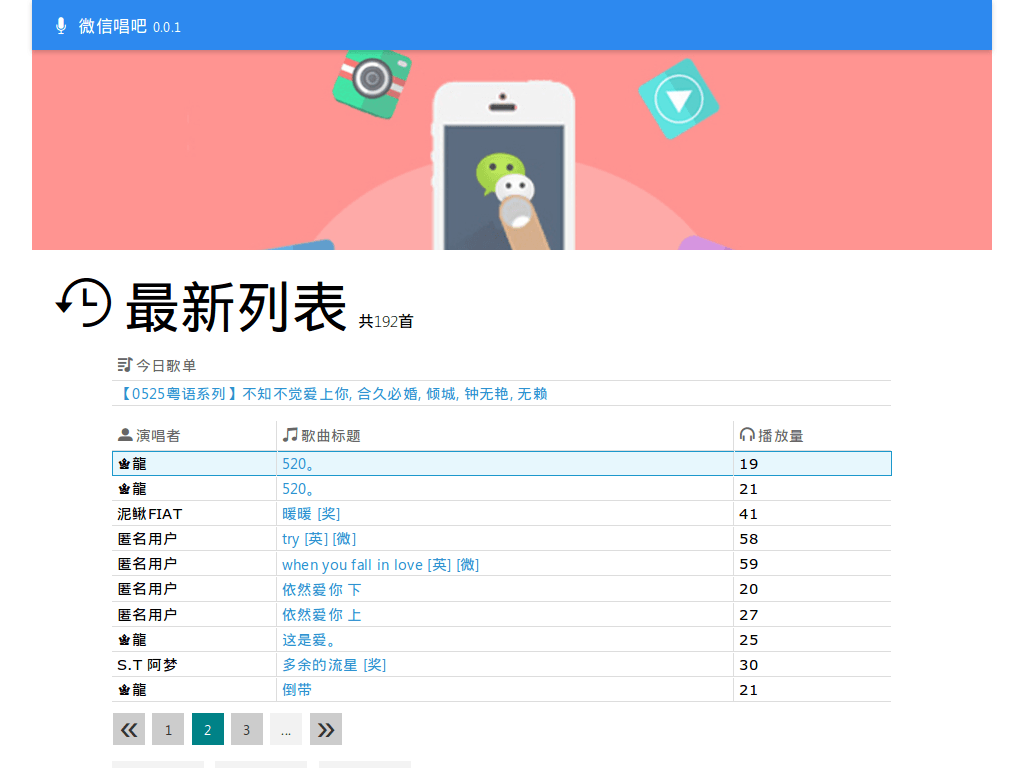 微信唱吧 0.0.1
最新列表 共192首
今日歌单
【0525粤语系列】不知不觉爱上你, 合久必婚, 倾城, 钟无艳, 无赖
演唱者 歌曲标题 播放量
龍 520。 19
龍 520。 21
泥鳅FIAT 暖暖 [奖] 41
匿名用户 try [英] [微] 58
匿名用户 when you fall in love [英] [微] 59
匿名用户 依然爱你 下 20
匿名用户 依然爱你 上 27
龍 这是爱。 25
S.T 阿梦 多余的流星 [奖] 30
龍 倒带 21
« 1 2 3 ... »